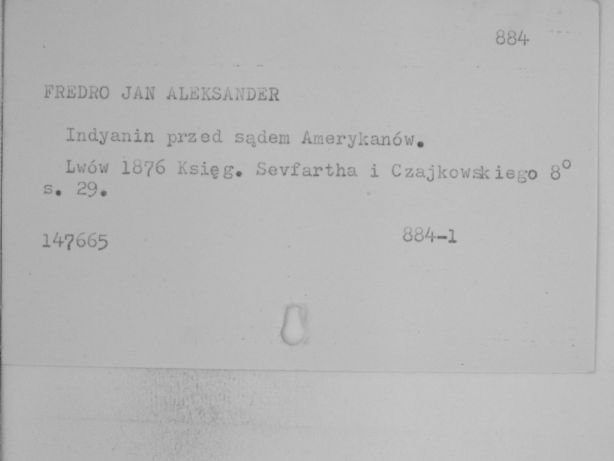 884
FREDRO JAN ALEKSANDER
Indyanin przed sądem Amerykanów.
Lwów 1876 Księg. Sevfartha i Czajkowskiego 8°
s. 29.
147665 884-1